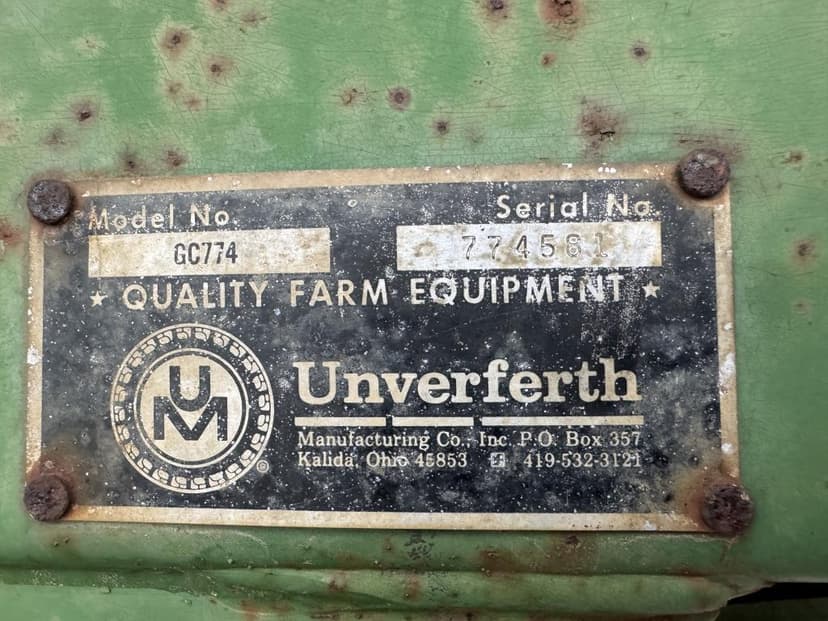 Model No. Serial No.
GC774 774581
★ QUALITY FARM EQUIPMENT ★
UM
Unverferth
Manufacturing Co., Inc. P.O. Box 357
Kalida, Ohio 45853 419-532-3121